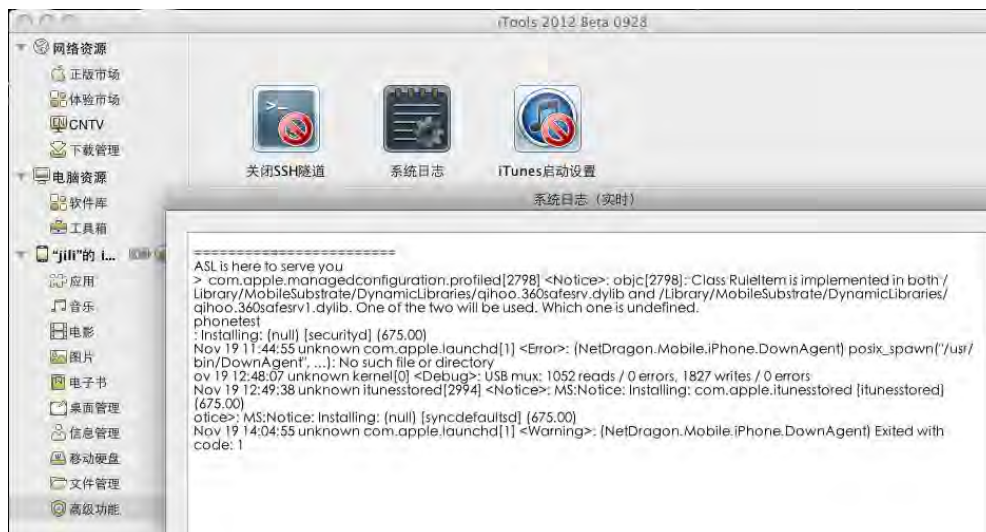 iTools 2012 Beta 0928
网络资源
正版市场
体验市场
CNTV
下载管理
电脑资源
软件库
工具箱
"jili"的 i...
应用
音乐
电影
图片
电子书
桌面管理
信息管理
移动硬盘
文件管理
高级功能
关闭SSH隧道
系统日志
iTunes启动设置
系统日志（实时）
========================
ASL is here to serve you
> com.apple.managedconfiguration.profiled[2798] <Notice>: objc[2798]: Class RuleItem is implemented in both /
Library/MobileSubstrate/DynamicLibraries/qihoo.360safesrv.dylib and /Library/MobileSubstrate/DynamicLibraries/
qihoo.360safesrv1.dylib. One of the two will be used. Which one is undefined.
phonetest
: Installing: (null) [securityd] (675.00)
Nov 19 11:44:55 unknown com.apple.launchd[1] <Error>: (NetDragon.Mobile.iPhone.DownAgent) posix_spawn("/usr/
bin/DownAgent", ...): No such file or directory
ov 19 12:48:07 unknown kernel[0] <Debug>: USB mux: 1052 reads / 0 errors, 1827 writes / 0 errors
Nov 19 12:49:38 unknown itunesstored[2994] <Notice>: MS:Notice: Installing: com.apple.itunesstored [itunesstored]
(675.00)
otice>: MS:Notice: Installing: (null) [syncdefaultsd] (675.00)
Nov 19 14:04:55 unknown com.apple.launchd[1] <Warning>: (NetDragon.Mobile.iPhone.DownAgent) Exited with
code: 1